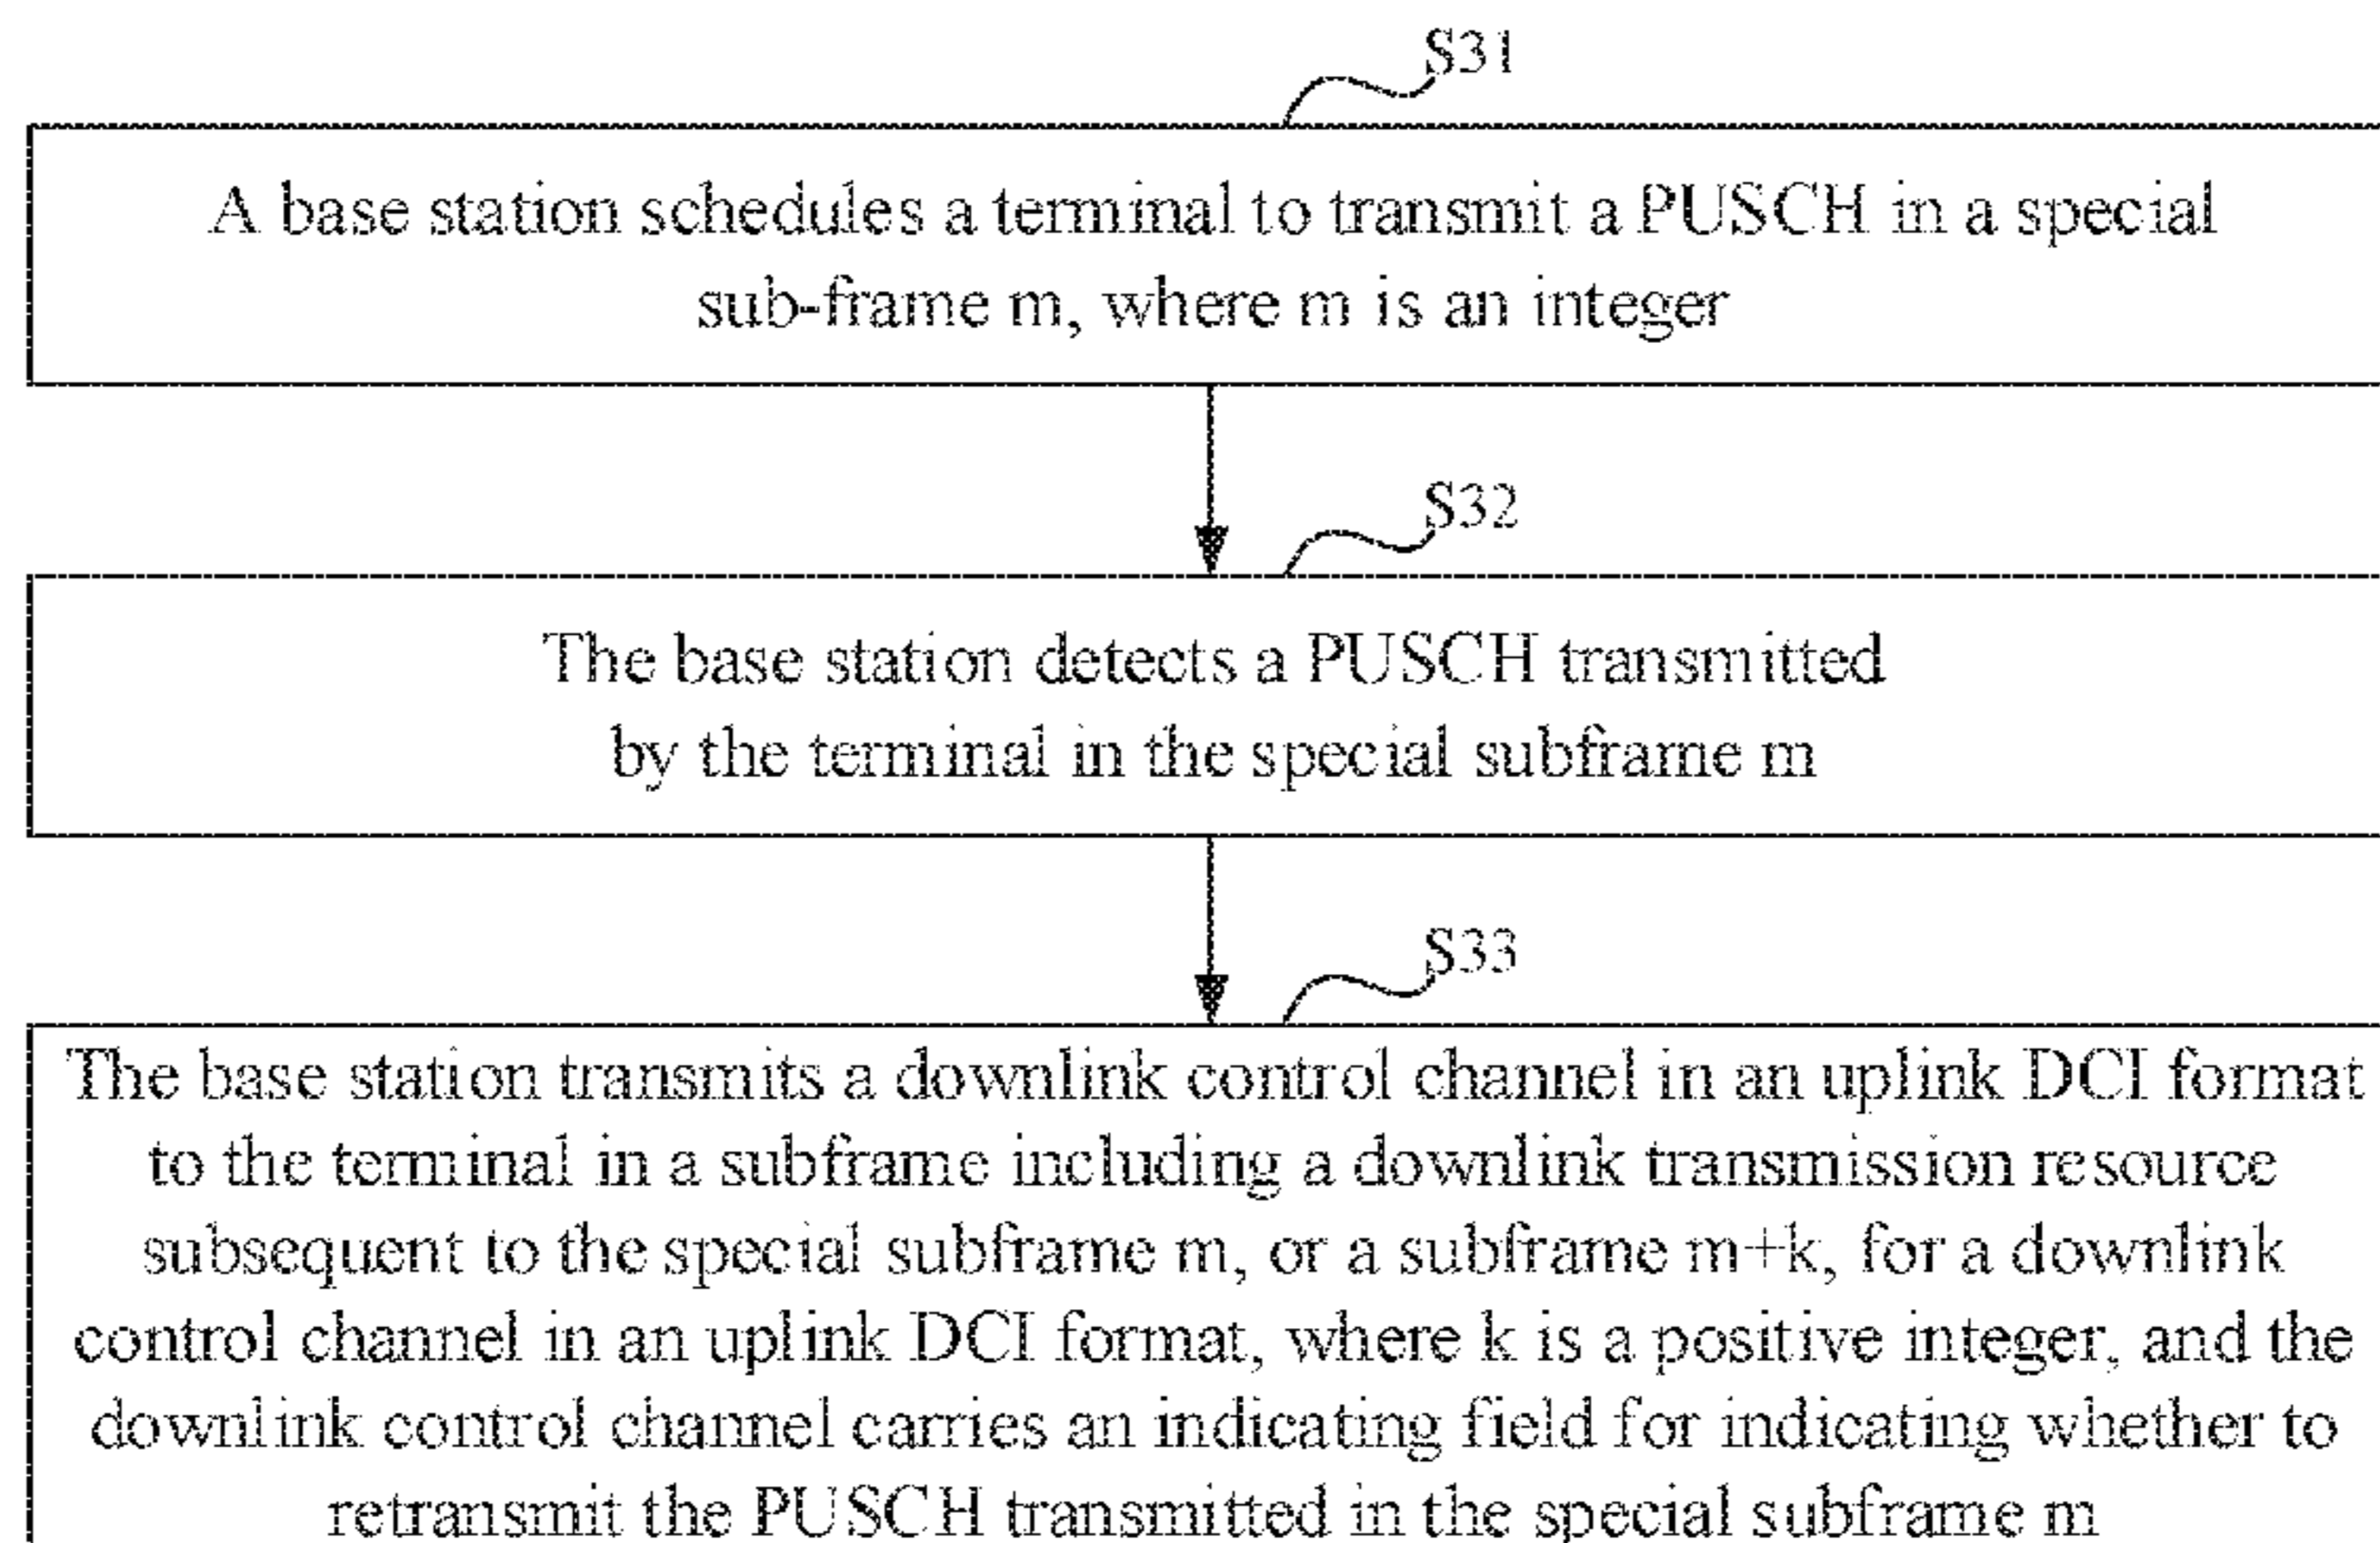 S31
A base station schedules a terminal to transmit a PUSCH in a special
sub-frame m, where m is an integer
S32
The base station detects a PUSCH transmitted
by the terminal in the special subframe m
S33
The base station transmits a downlink control channel in an uplink DCI format
to the terminal in a subframe including a downlink transmission resource
subsequent to the special subframe m, or a subframe m+k, for a downlink
control channel in an uplink DCI format, where k is a positive integer, and the
downlink control channel carries an indicating field for indicating whether to
retransmit the PUSCH transmitted in the special subframe m